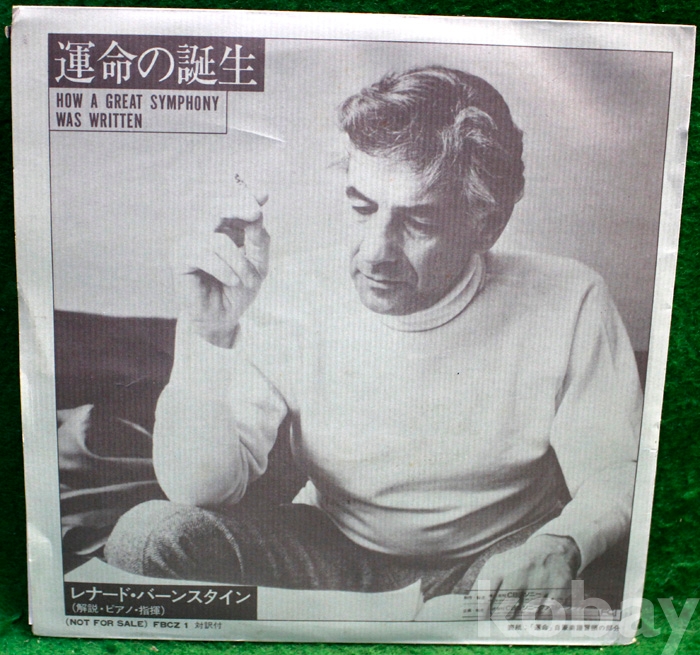 運命の誕生
HOW A GREAT SYMPHONY
WAS WRITTEN
レナード・バーンスタイン
(解説・ピアノ・指揮)
(NOT FOR SALE) FBCZ 1 対訳付